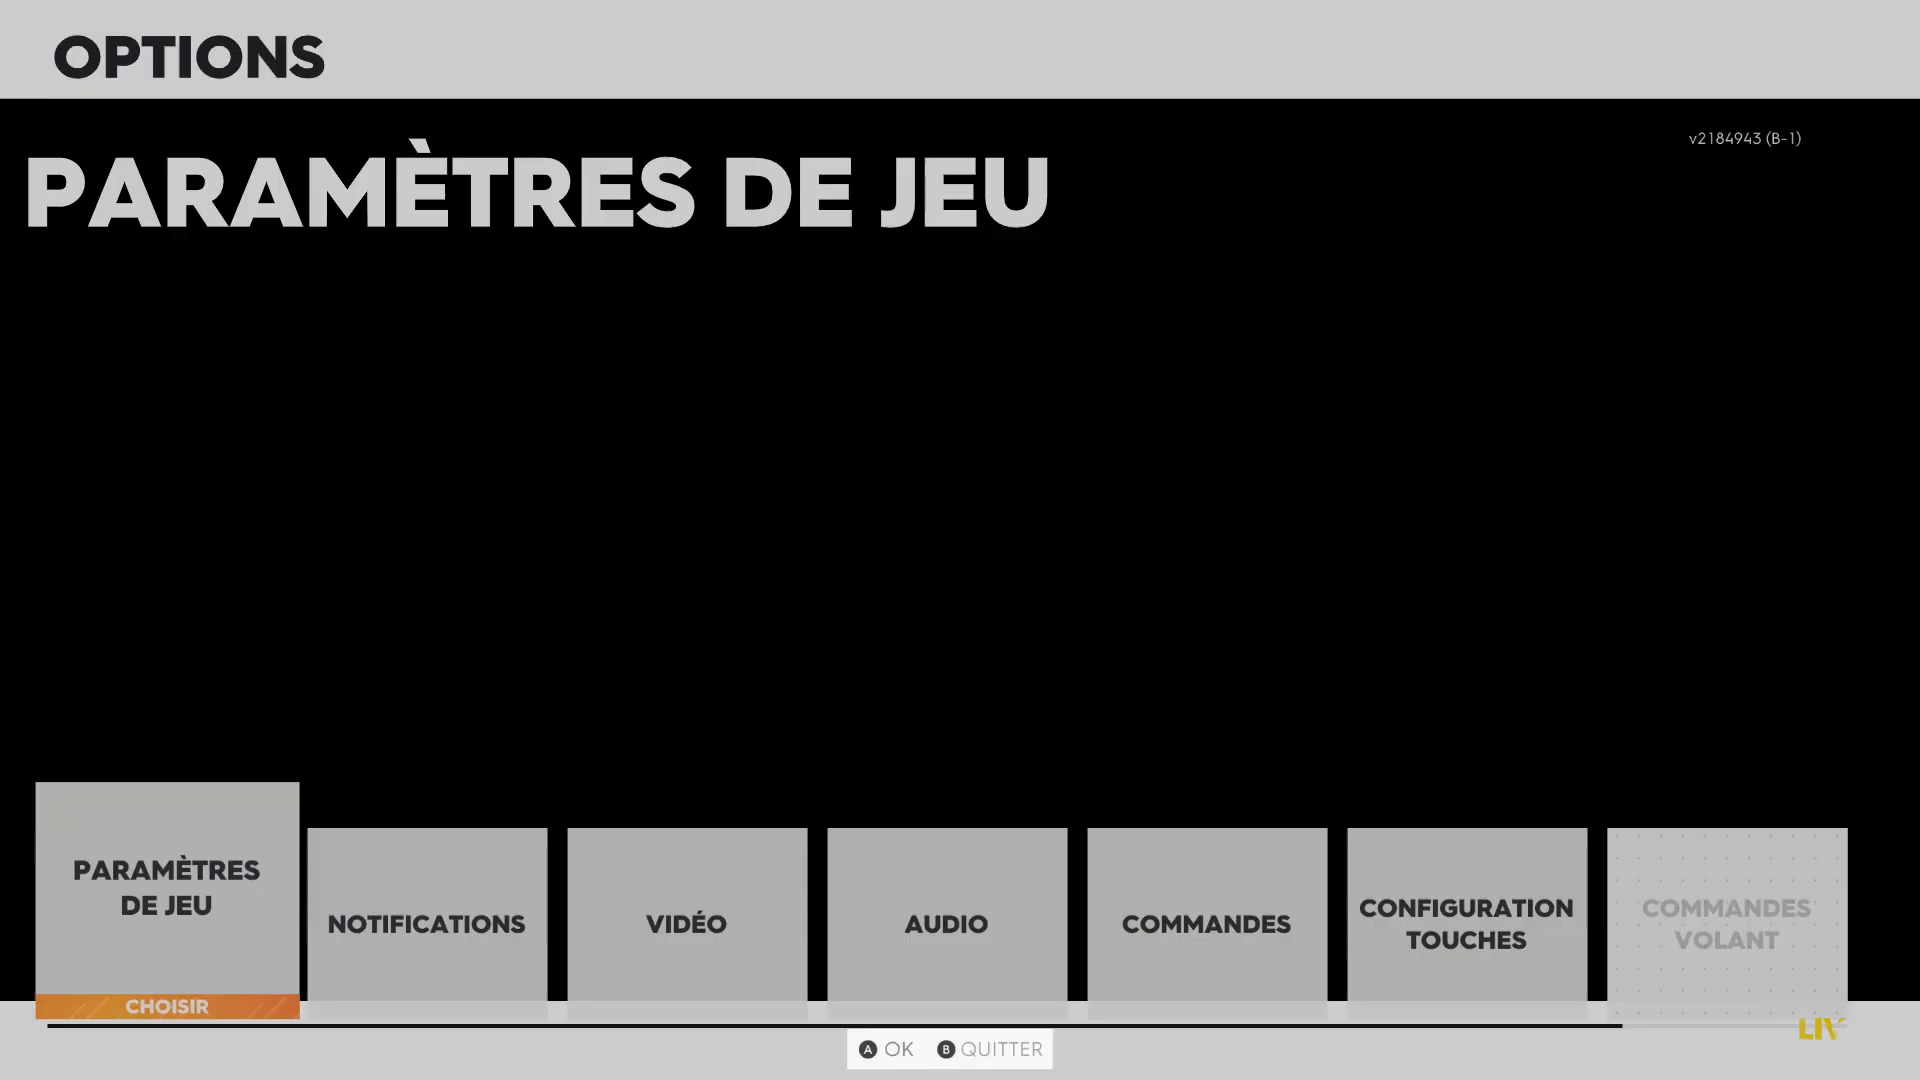 OPTIONS
v2184943 (B-1)
PARAMÈTRES DE JEU
PARAMÈTRES
DE JEU
CHOISIR
NOTIFICATIONS
VIDÉO
AUDIO
COMMANDES
CONFIGURATION
TOUCHES
COMMANDES
VOLANT
A OK B QUITTER